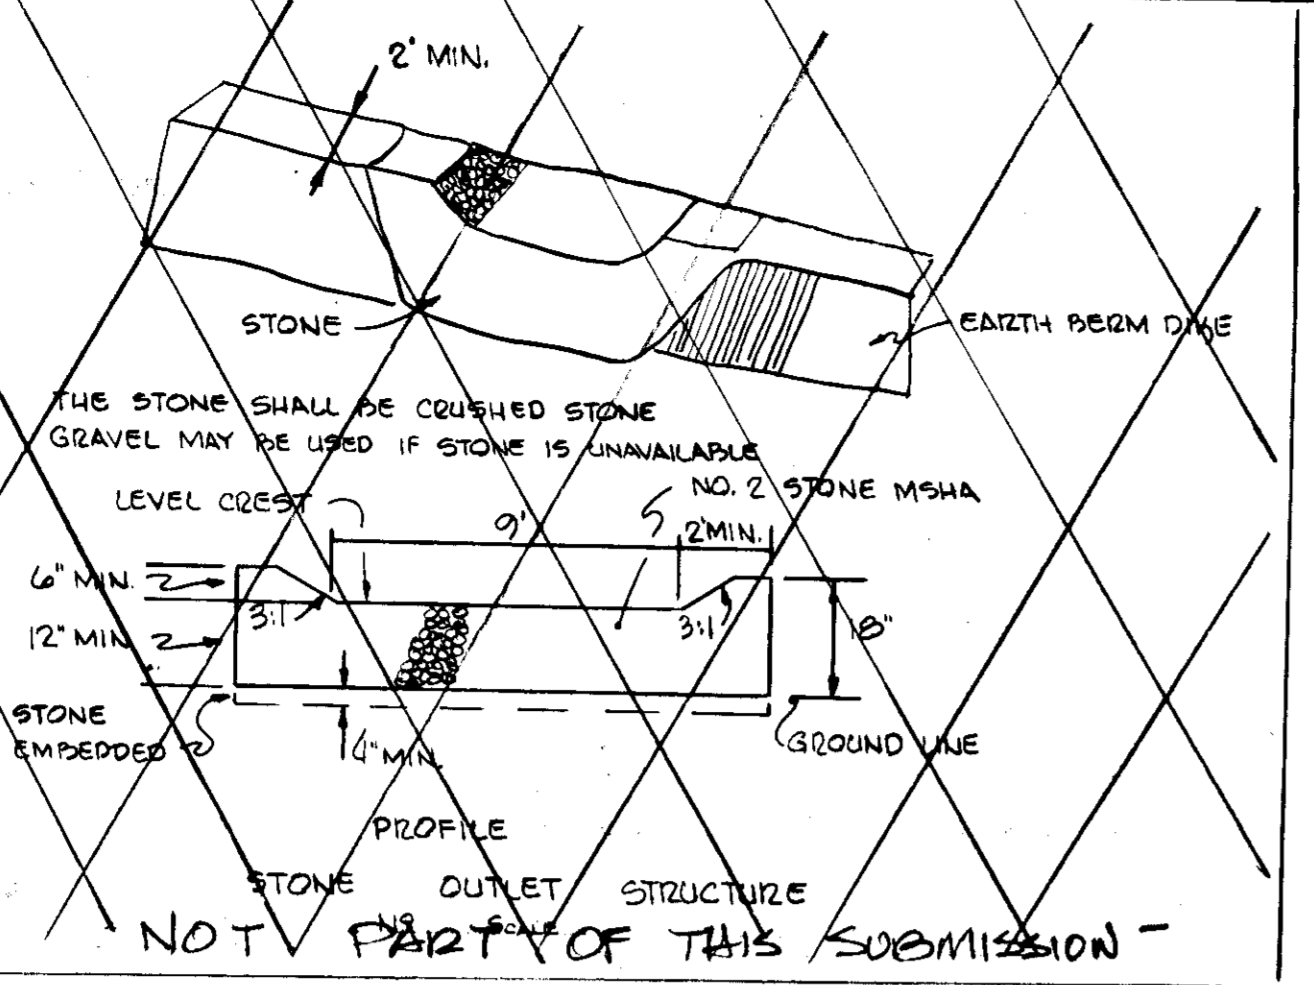 2' MIN.
STONE
EARTH BERM DIKE
THE STONE SHALL BE CRUSHED STONE
GRAVEL MAY BE USED IF STONE IS UNAVAILABLE
LEVEL CREST
NO. 2 STONE MSHA
9'
2' MIN.
6" MIN.
3:1
3:1
12" MIN
18"
STONE
EMBEDDED
4" MIN.
GROUND LINE
PROFILE
STONE OUTLET STRUCTURE
NO SCALE
NOT PART OF THIS SUBMISSION -